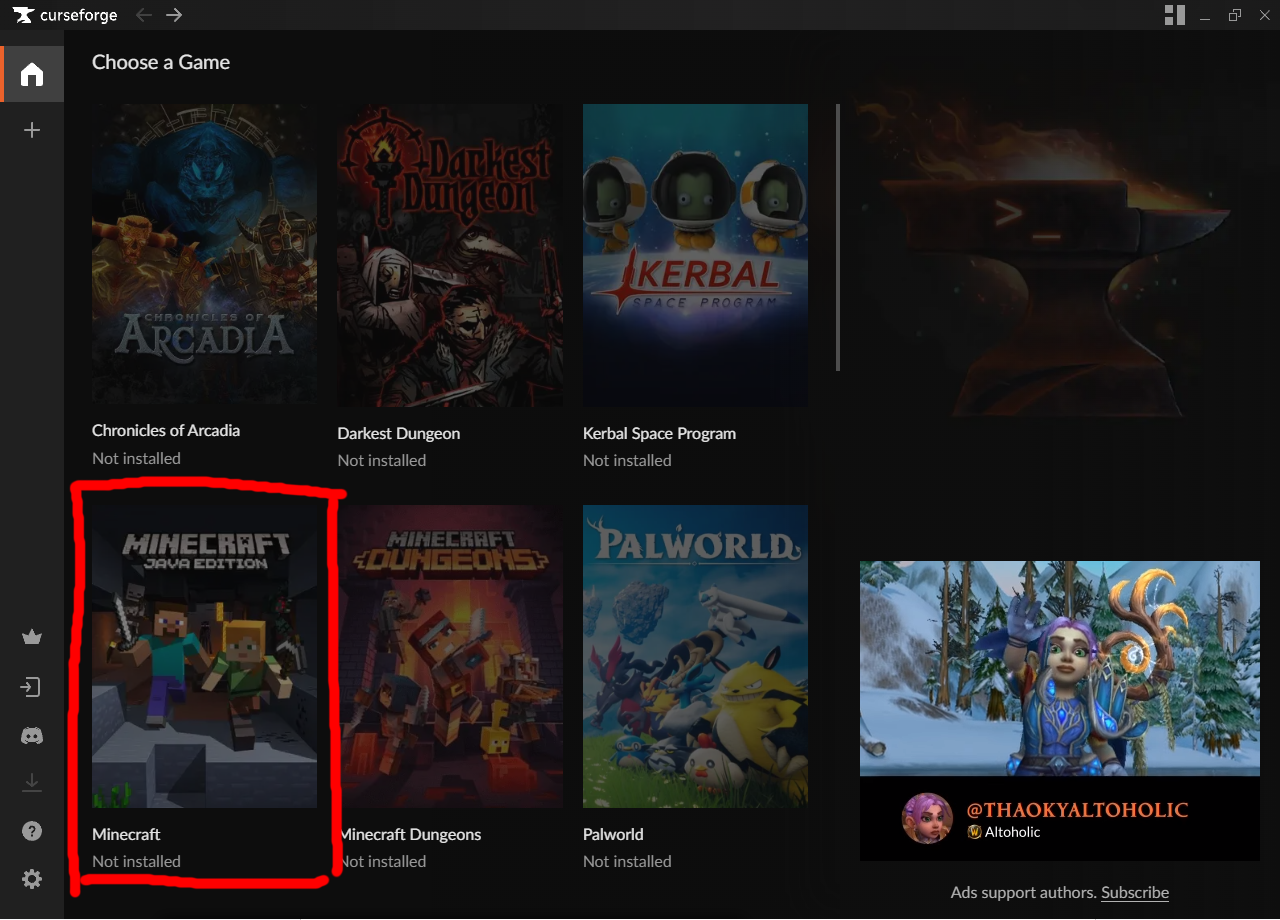 curseforge
Choose a Game
Darkest
Dungeon
KERBAL
SPACE PROGRAM
CHRONICLES OF
ARCADIA
>_
Chronicles of Arcadia
Not installed
Darkest Dungeon
Not installed
Kerbal Space Program
Not installed
MINECRAFT
JAVA EDITION
MINECRAFT
DUNGEONS
PALWORLD
Minecraft
Not installed
Minecraft Dungeons
Not installed
Palworld
Not installed
@THAOKYALTOHOLIC
Altoholic
Ads support authors. Subscribe